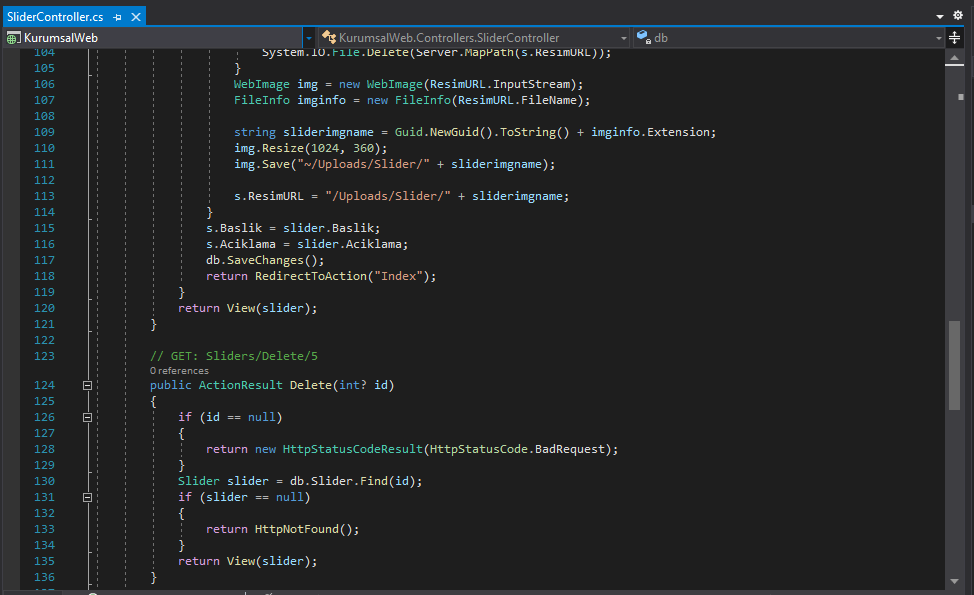 SliderController.cs
KurumsalWeb
KurumsalWeb.Controllers.SliderController
db
104 System.IO.File.Delete(Server.MapPath(s.ResimURL));
105 }
106 WebImage img = new WebImage(ResimURL.InputStream);
107 FileInfo imginfo = new FileInfo(ResimURL.FileName);
108
109 string sliderimgname = Guid.NewGuid().ToString() + imginfo.Extension;
110 img.Resize(1024, 360);
111 img.Save("~/Uploads/Slider/" + sliderimgname);
112
113 s.ResimURL = "/Uploads/Slider/" + sliderimgname;
114 }
115 s.Baslik = slider.Baslik;
116 s.Aciklama = slider.Aciklama;
117 db.SaveChanges();
118 return RedirectToAction("Index");
119 }
120 return View(slider);
121 }
122
123 // GET: Sliders/Delete/5
0 references
124 public ActionResult Delete(int? id)
125 {
126 if (id == null)
127 {
128 return new HttpStatusCodeResult(HttpStatusCode.BadRequest);
129 }
130 Slider slider = db.Slider.Find(id);
131 if (slider == null)
132 {
133 return HttpNotFound();
134 }
135 return View(slider);
136 }